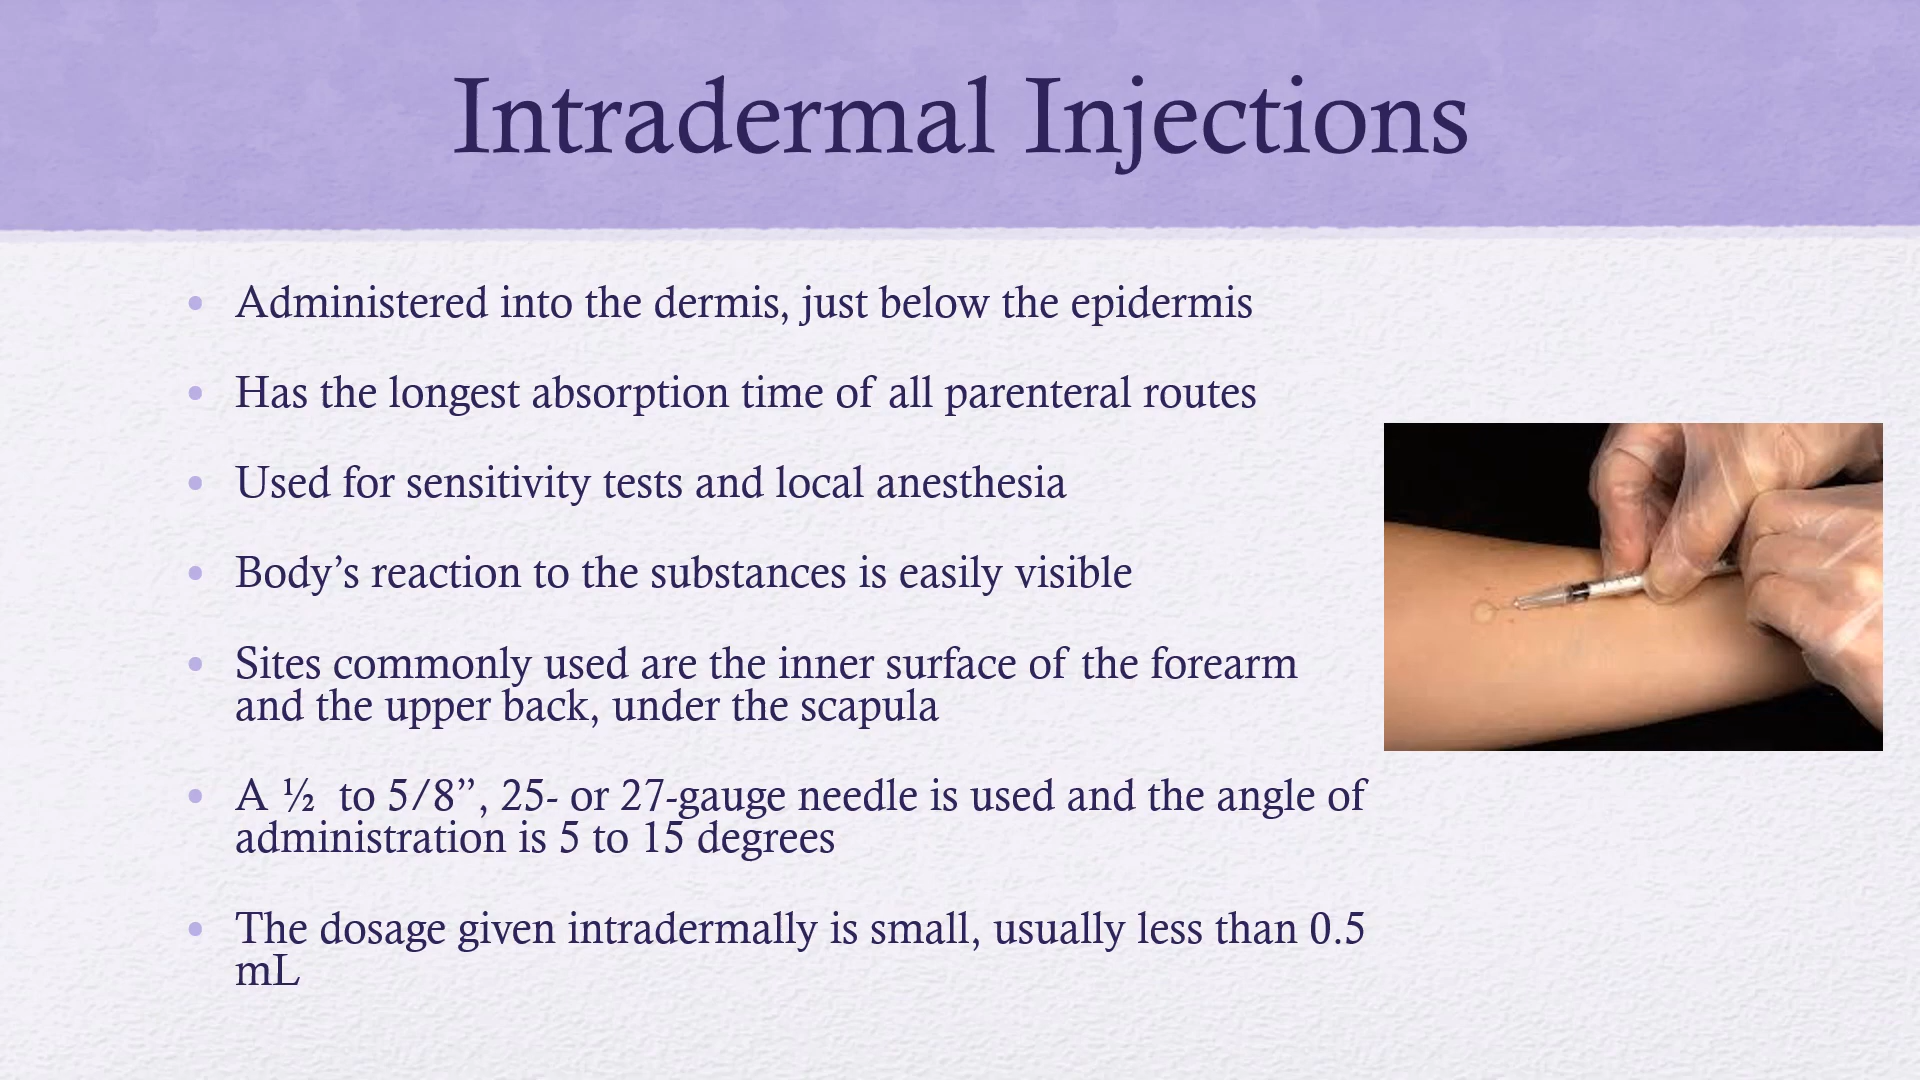 Intradermal Injections
• Administered into the dermis, just below the epidermis
• Has the longest absorption time of all parenteral routes
• Used for sensitivity tests and local anesthesia
• Body’s reaction to the substances is easily visible
• Sites commonly used are the inner surface of the forearm
and the upper back, under the scapula
• A ½  to 5/8”, 25- or 27-gauge needle is used and the angle of
administration is 5 to 15 degrees
• The dosage given intradermally is small, usually less than 0.5
mL